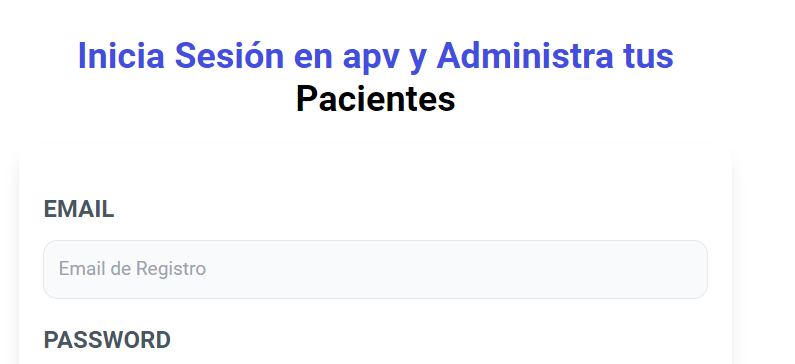 Inicia Sesión en apv y Administra tus
Pacientes
EMAIL
Email de Registro
PASSWORD